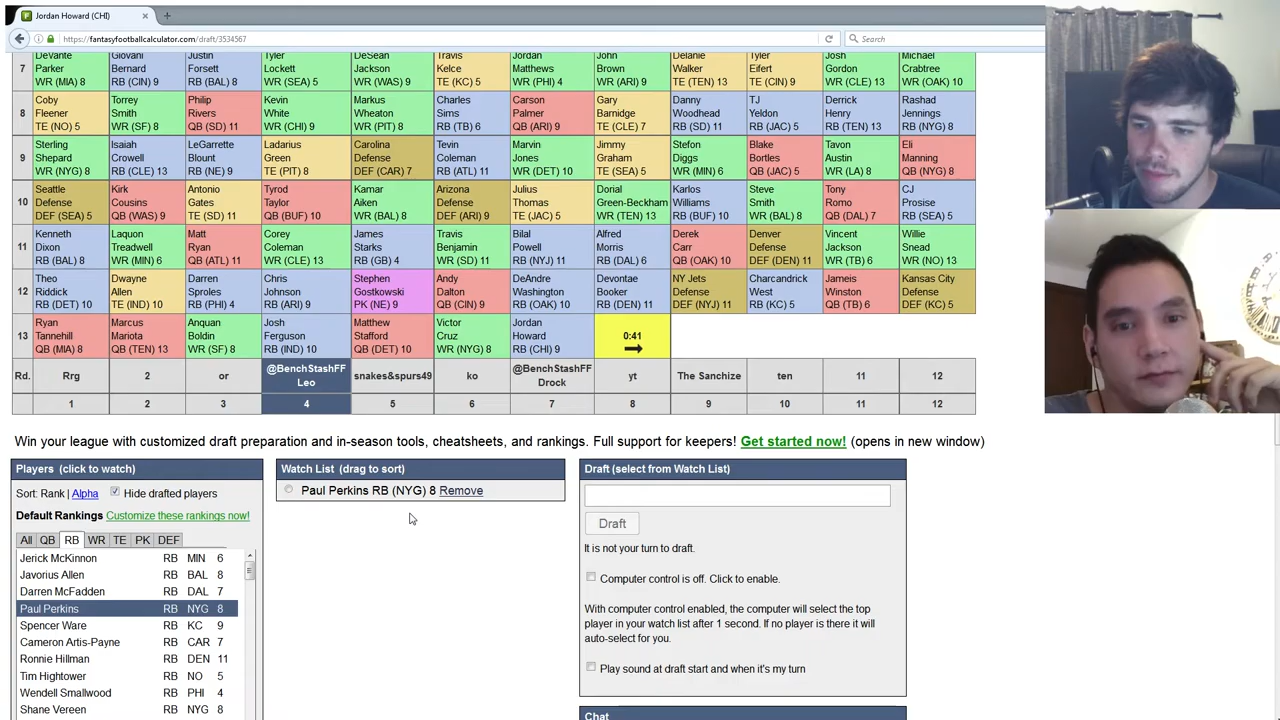 Jordan Howard (CHI)
https://fantasyfootballcalculator.com/draft/3534567
Search
7
DeVante Parker WR (MIA) 8
Giovani Bernard RB (CIN) 9
Justin Forsett RB (BAL) 8
Tyler Lockett WR (SEA) 5
DeSean Jackson WR (WAS) 9
Travis Kelce TE (KC) 5
Jordan Matthews WR (PHI) 4
John Brown WR (ARI) 9
Delanie Walker TE (TEN) 13
Tyler Eifert TE (CIN) 9
Josh Gordon WR (CLE) 13
Michael Crabtree WR (OAK) 10
8
Coby Fleener TE (NO) 5
Torrey Smith WR (SF) 8
Philip Rivers QB (SD) 11
Kevin White WR (CHI) 9
Markus Wheaton WR (PIT) 8
Charles Sims RB (TB) 6
Carson Palmer QB (ARI) 9
Gary Barnidge TE (CLE) 7
Danny Woodhead RB (SD) 11
TJ Yeldon RB (JAC) 5
Derrick Henry RB (TEN) 13
Rashad Jennings RB (NYG) 8
9
Sterling Shepard WR (NYG) 8
Isaiah Crowell RB (CLE) 13
LeGarrette Blount RB (NE) 9
Ladarius Green TE (PIT) 8
Carolina Defense DEF (CAR) 7
Tevin Coleman RB (ATL) 11
Marvin Jones WR (DET) 10
Jimmy Graham TE (SEA) 5
Stefon Diggs WR (MIN) 6
Blake Bortles QB (JAC) 5
Tavon Austin WR (LA) 8
Eli Manning QB (NYG) 8
10
Seattle Defense DEF (SEA) 5
Kirk Cousins QB (WAS) 9
Antonio Gates TE (SD) 11
Tyrod Taylor QB (BUF) 10
Kamar Aiken WR (BAL) 8
Arizona Defense DEF (ARI) 9
Julius Thomas TE (JAC) 5
Dorial Green-Beckham WR (TEN) 13
Karlos Williams RB (BUF) 10
Steve Smith WR (BAL) 8
Tony Romo QB (DAL) 7
CJ Prosise RB (SEA) 5
11
Kenneth Dixon RB (BAL) 8
Laquon Treadwell WR (MIN) 6
Matt Ryan QB (ATL) 11
Corey Coleman WR (CLE) 13
James Starks RB (GB) 4
Travis Benjamin WR (SD) 11
Bilal Powell RB (NYJ) 11
Alfred Morris RB (DAL) 6
Derek Carr QB (OAK) 10
Denver Defense DEF (DEN) 11
Vincent Jackson WR (TB) 6
Willie Snead WR (NO) 13
12
Theo Riddick RB (DET) 10
Dwayne Allen TE (IND) 10
Darren Sproles RB (PHI) 4
Chris Johnson RB (ARI) 9
Stephen Gostkowski PK (NE) 9
Andy Dalton QB (CIN) 9
DeAndre Washington RB (OAK) 10
Devontae Booker RB (DEN) 11
NY Jets Defense DEF (NYJ) 11
Charcandrick West RB (KC) 5
Jameis Winston QB (TB) 6
Kansas City Defense DEF (KC) 5
13
Ryan Tannehill QB (MIA) 8
Marcus Mariota QB (TEN) 13
Anquan Boldin WR (SF) 8
Josh Ferguson RB (IND) 10
Matthew Stafford QB (DET) 10
Victor Cruz WR (NYG) 8
Jordan Howard RB (CHI) 9
0:41
Rd. Rrg 2 or @BenchStashFF Leo snakes&spurs49 ko @BenchStashFF Drock yt The Sanchize ten 11 12
1 2 3 4 5 6 7 8 9 10 11 12
Win your league with customized draft preparation and in-season tools, cheatsheets, and rankings. Full support for keepers! Get started now! (opens in new window)
Players (click to watch)
Sort: Rank | Alpha Hide drafted players
Default Rankings Customize these rankings now!
All QB RB WR TE PK DEF
Jerick McKinnon RB MIN 6
Javorius Allen RB BAL 8
Darren McFadden RB DAL 7
Paul Perkins RB NYG 8
Spencer Ware RB KC 9
Cameron Artis-Payne RB CAR 7
Ronnie Hillman RB DEN 11
Tim Hightower RB NO 5
Wendell Smallwood RB PHI 4
Shane Vereen RB NYG 8
Watch List (drag to sort)
Paul Perkins RB (NYG) 8 Remove
Draft (select from Watch List)
Draft
It is not your turn to draft.
Computer control is off. Click to enable.
With computer control enabled, the computer will select the top
player in your watch list after 1 second. If no player is there it will
auto-select for you.
Play sound at draft start and when it's my turn
Chat